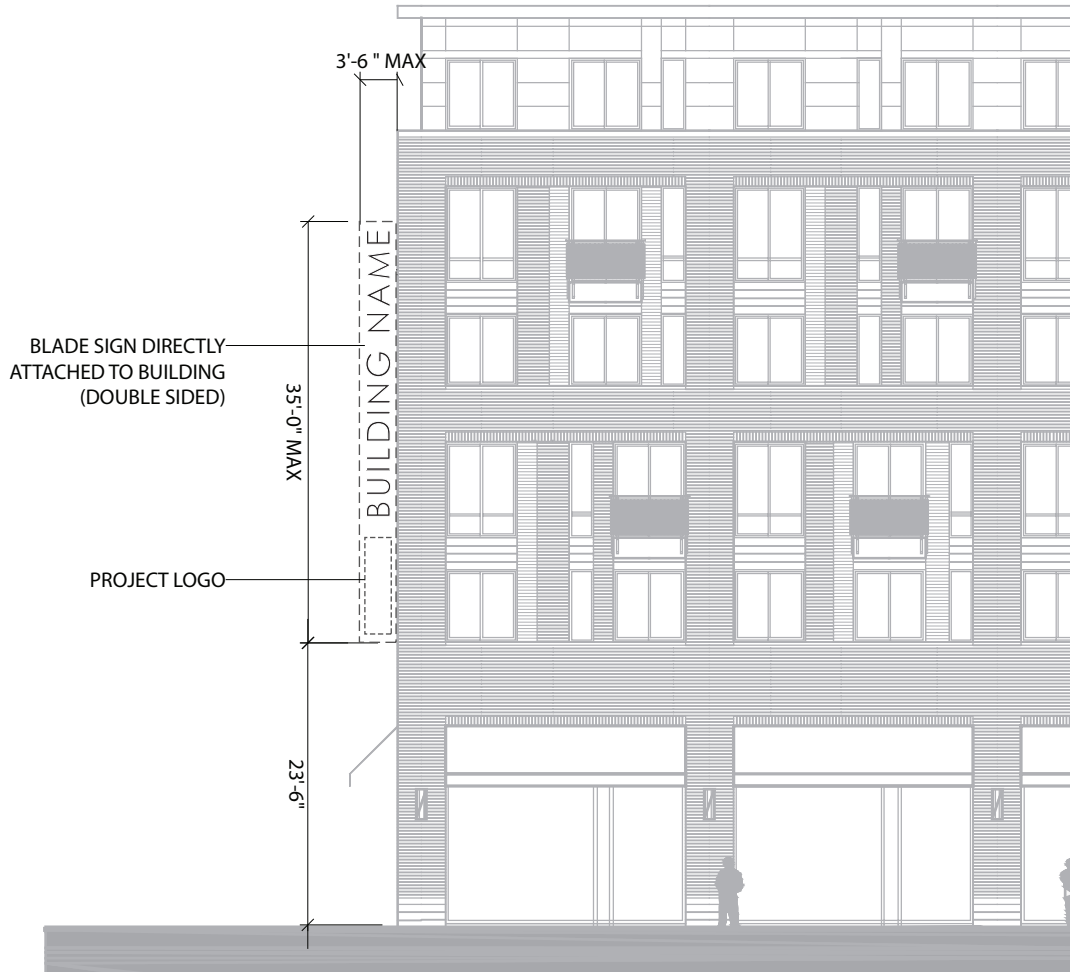 3'-6 " MAX
BUILDING NAME
BLADE SIGN DIRECTLY
ATTACHED TO BUILDING
(DOUBLE SIDED)
35'-0" MAX
PROJECT LOGO
23'-6"